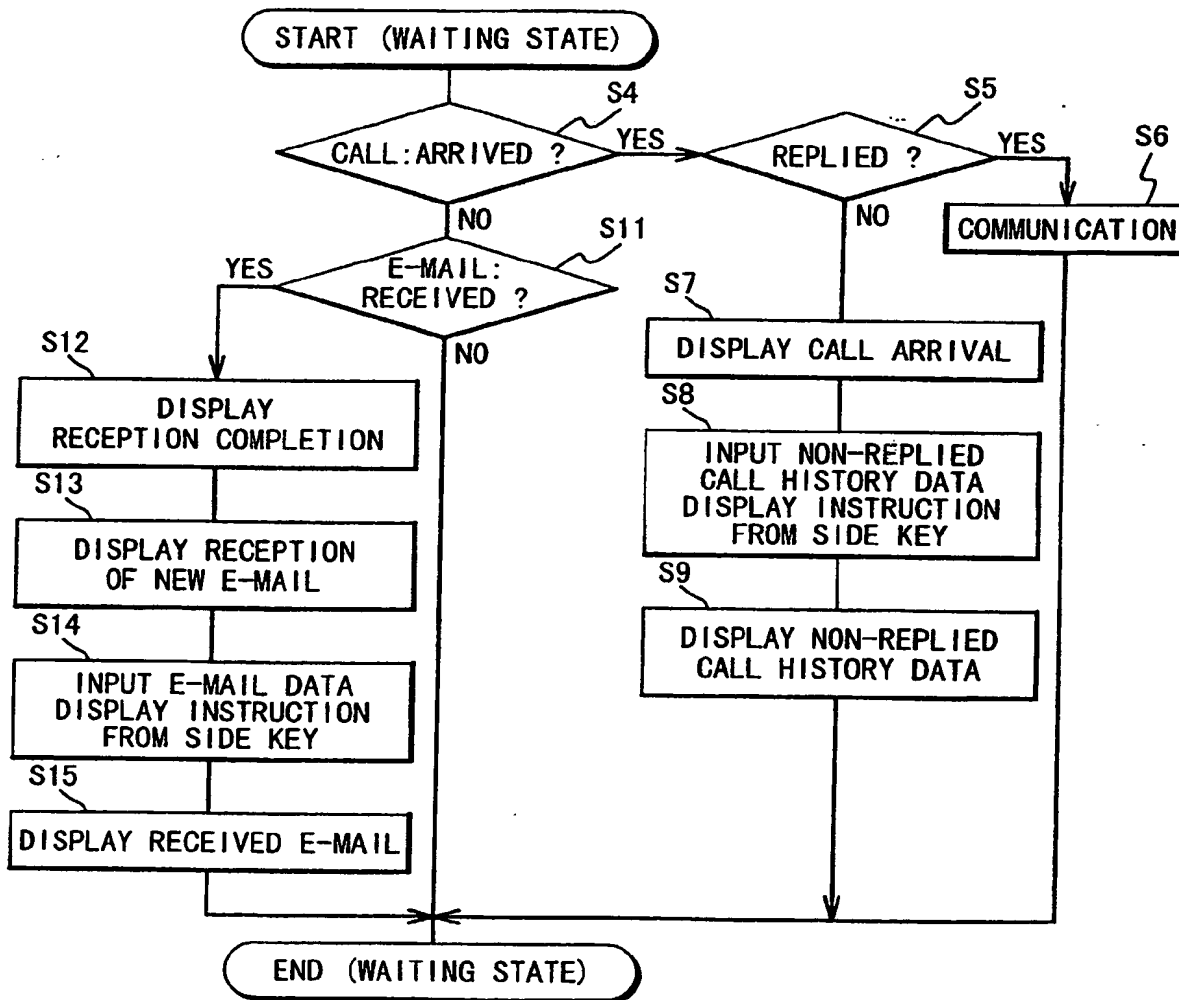 START (WAITING STATE)
S4
CALL:ARRIVED ?
YES
S5
REPLIED ?
YES
S6
COMMUNICATION
NO
NO
S11
E-MAIL:
RECEIVED ?
YES
NO
S7
DISPLAY CALL ARRIVAL
S8
INPUT NON-REPLIED
CALL HISTORY DATA
DISPLAY INSTRUCTION
FROM SIDE KEY
S9
DISPLAY NON-REPLIED
CALL HISTORY DATA
S12
DISPLAY
RECEPTION COMPLETION
S13
DISPLAY RECEPTION
OF NEW E-MAIL
S14
INPUT E-MAIL DATA
DISPLAY INSTRUCTION
FROM SIDE KEY
S15
DISPLAY RECEIVED E-MAIL
END (WAITING STATE)